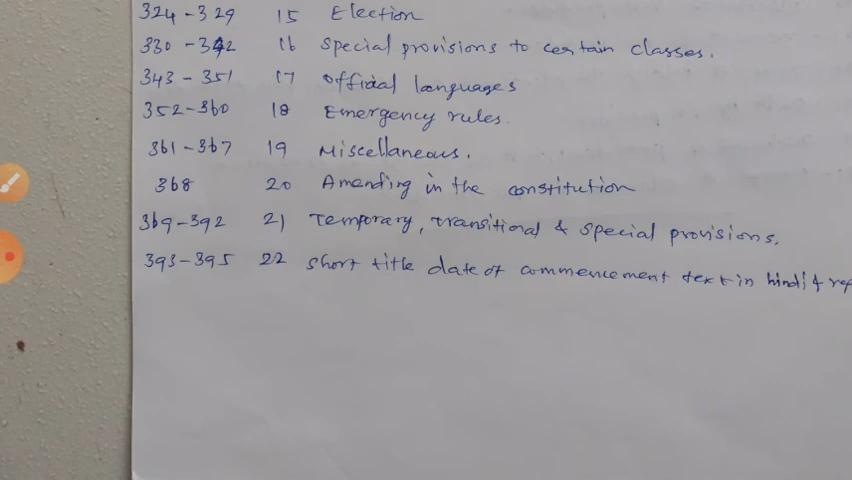 324-329 15 Election
330-342 16 Special provisions to certain classes.
343-351 17 Official languages
352-360 18 Emergency rules.
361-367 19 Miscellaneous.
368 20 Amending in the constitution
369-392 21 Temporary, transitional & special provisions.
393-395 22 short title date of commencement text in hindi &